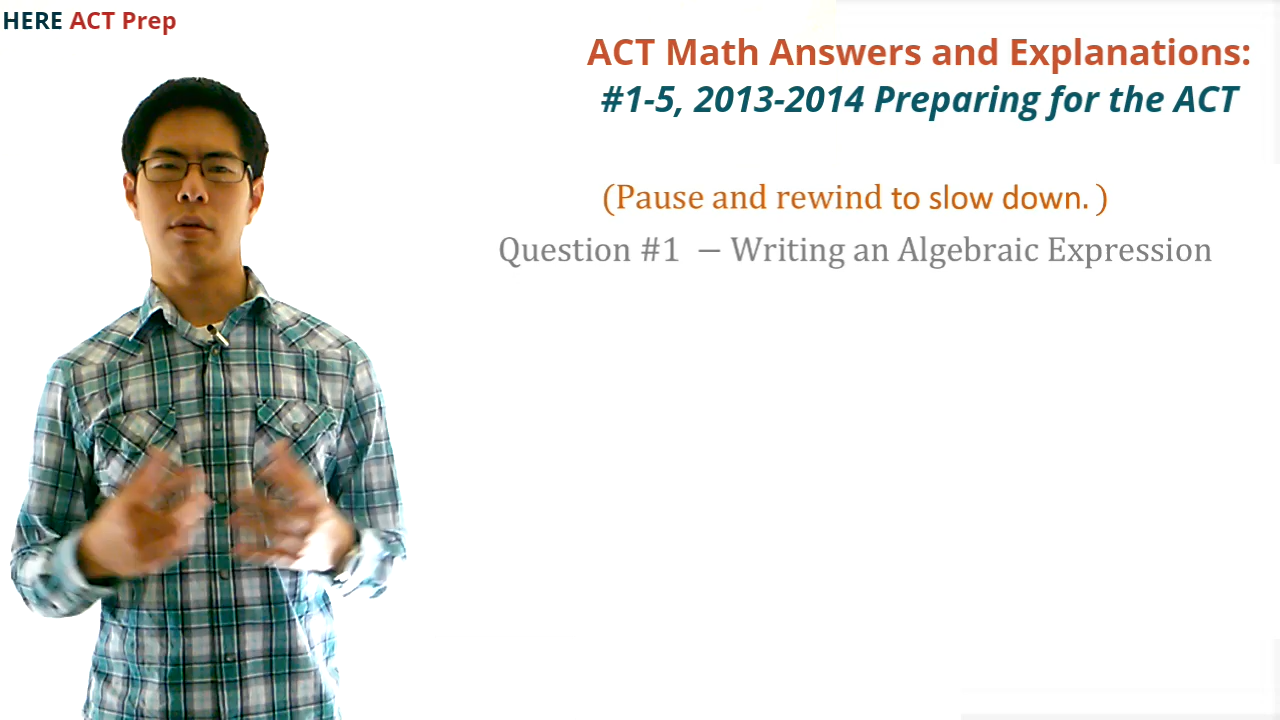 HERE ACT Prep
ACT Math Answers and Explanations:
#1-5, 2013-2014 Preparing for the ACT
(Pause and rewind to slow down. )
Question #1 − Writing an Algebraic Expression